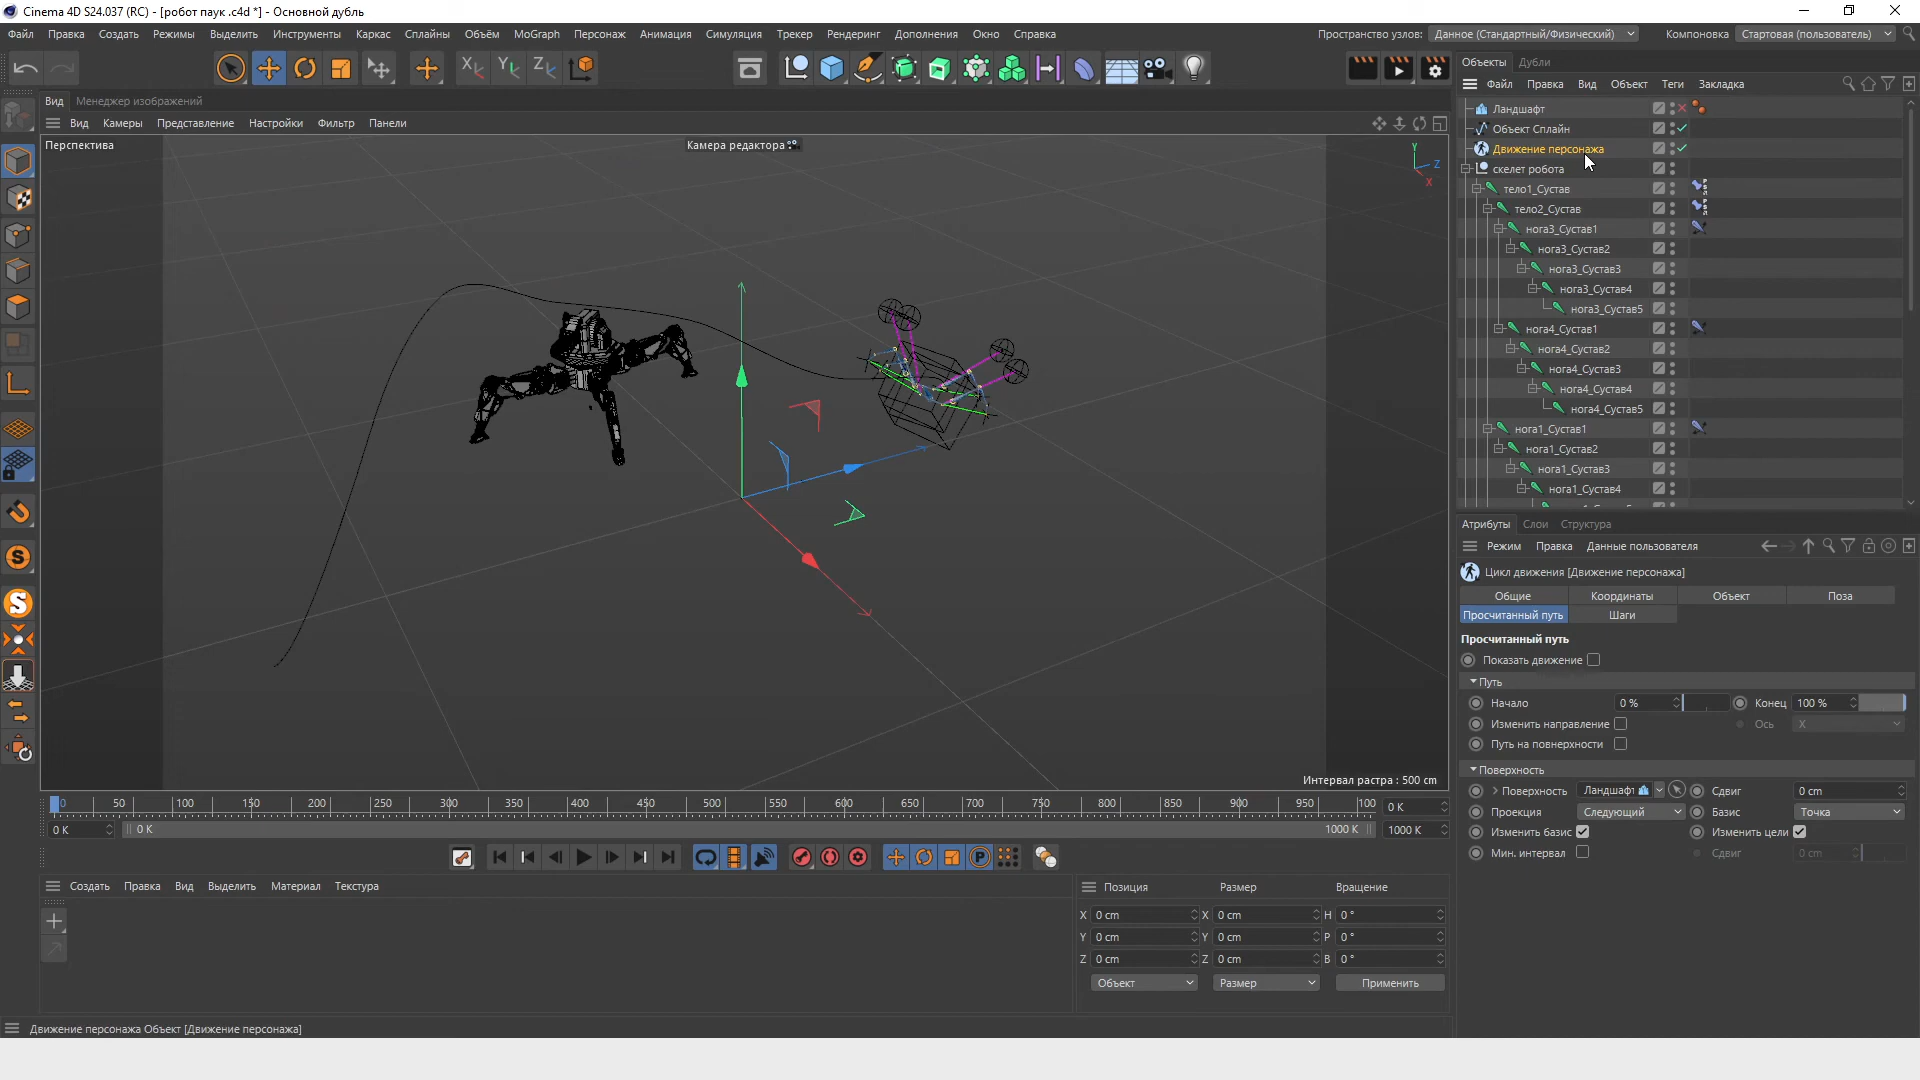 Cinema 4D S24.037 (RC) - [робот паук .c4d *] - Основной дубль
Файл Правка Создать Режимы Выделить Инструменты Каркас Сплайны Объём MoGraph Персонаж Анимация Симуляция Трекер Рендеринг Дополнения Окно Справка
Пространство узлов: Данное (Стандартный/Физический) Компоновка Стартовая (пользователь)
Объекты Дубли
Файл Правка Вид Объект Теги Закладка
Вид Менеджер изображений
Вид Камеры Представление Настройки Фильтр Панели
Перспектива
Камера редактора
Y
Z
X
Ландшафт
Объект Сплайн
Движение персонажа
скелет робота
тело1_Сустав
тело2_Сустав
нога3_Сустав1
нога3_Сустав2
нога3_Сустав3
нога3_Сустав4
нога3_Сустав5
нога4_Сустав1
нога4_Сустав2
нога4_Сустав3
нога4_Сустав4
нога4_Сустав5
нога1_Сустав1
нога1_Сустав2
нога1_Сустав3
нога1_Сустав4
Атрибуты Слои Структура
Режим Правка Данные пользователя
Цикл движения [Движение персонажа]
Общие Координаты Объект Поза
Просчитанный путь Шаги
Просчитанный путь
Показать движение
Путь
Начало 0 % Конец 100 %
Изменить направление Ось X
Путь на повнерхности
Поверхность
Поверхность Ландшафт Сдвиг 0 cm
Проекция Следующий Базис Точка
Изменить базис Изменить цели
Мин. интервал Сдвиг 0 cm
Интервал растра : 500 cm
0 50 100 150 200 250 300 350 400 450 500 550 600 650 700 750 800 850 900 950 100 0 K
0 K 0 K 1000 K 1000 K
Создать Правка Вид Выделить Материал Текстура
Позиция Размер Вращение
X 0 cm X 0 cm H 0 °
Y 0 cm Y 0 cm P 0 °
Z 0 cm Z 0 cm B 0 °
Объект Размер Применить
Движение персонажа Объект [Движение персонажа]